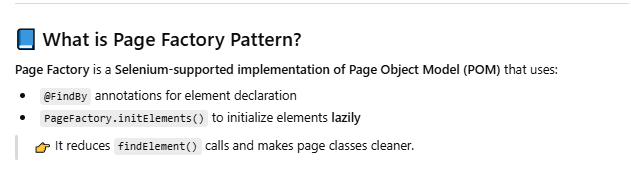 📘 What is Page Factory Pattern?
Page Factory is a Selenium-supported implementation of Page Object Model (POM) that uses:
• @FindBy annotations for element declaration
• PageFactory.initElements() to initialize elements lazily
👉 It reduces findElement() calls and makes page classes cleaner.